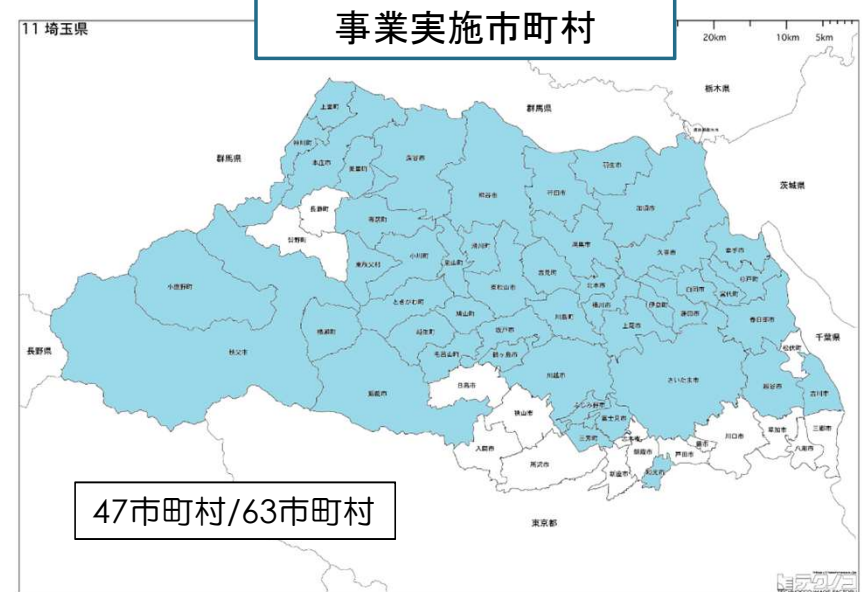 事業実施市町村
11 埼玉県
20km
10km
5km
栃木県
群馬県
群馬県
茨城県
上里町
神川町
本庄市
美里町
深谷市
熊谷市
行田市
羽生市
加須市
長瀞町
皆野町
寄居町
小川町
嵐山町
滑川町
東秩父村
鴻巣市
久喜市
幸手市
吉見町
北本市
白岡市
宮代町
杉戸町
小鹿野町
ときがわ町
東松山市
桶川市
伊奈町
蓮田市
春日部市
鳩山町
川島町
上尾市
横瀬町
越生町
坂戸市
松伏町
千葉県
長野県
秩父市
毛呂山町
鶴ヶ島市
川越市
さいたま市
越谷市
吉川市
飯能市
日高市
狭山市
ふじみ野市
富士見市
三芳町
入間市
所沢市
志木市
朝霞市
新座市
和光市
戸田市
蕨市
川口市
草加市
八潮市
三郷市
47市町村/63市町村
東京都
テクノコ